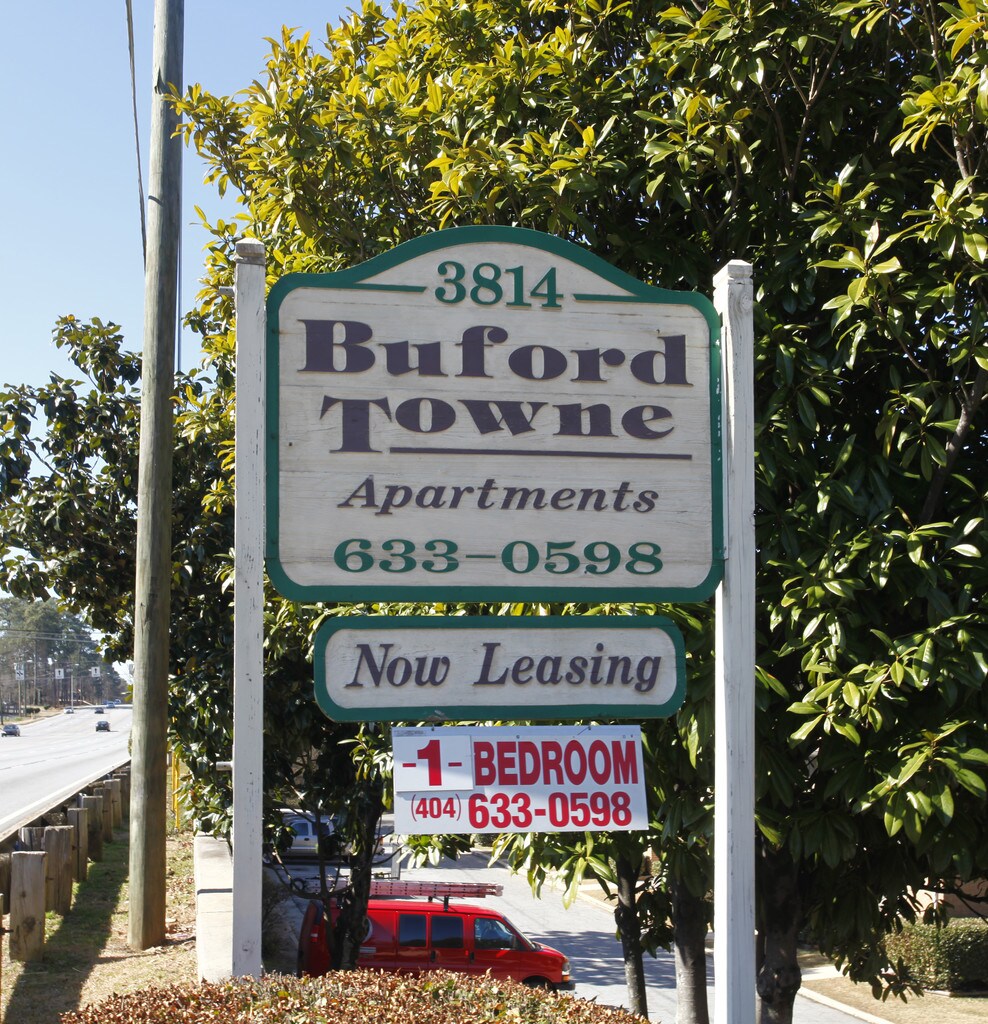 3814
Buford
Towne
Apartments
633-0598
Now Leasing
-1- BEDROOM
(404) 633-0598